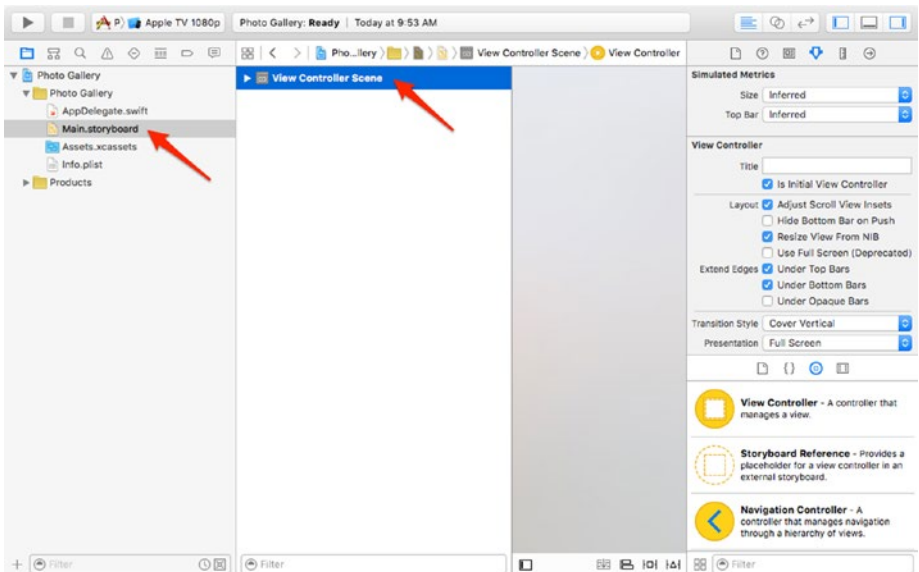 P) Apple TV 1080p
Photo Gallery: Ready | Today at 9:53 AM
Pho...llery
View Controller Scene
View Controller
Photo Gallery
Photo Gallery
AppDelegate.swift
Main.storyboard
Assets.xcassets
Info.plist
Products
Filter
View Controller Scene
Filter
Simulated Metrics
Size Inferred
Top Bar Inferred
View Controller
Title
Is Initial View Controller
Layout Adjust Scroll View Insets
Hide Bottom Bar on Push
Resize View From NIB
Use Full Screen (Deprecated)
Extend Edges Under Top Bars
Under Bottom Bars
Under Opaque Bars
Transition Style Cover Vertical
Presentation Full Screen
View Controller - A controller that
manages a view.
Storyboard Reference - Provides a
placeholder for a view controller in an
external storyboard.
Navigation Controller - A
controller that manages navigation
through a hierarchy of views.
Filter